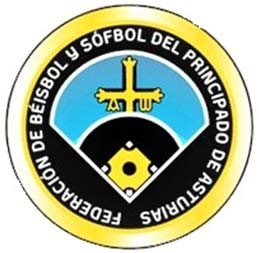 FEDERACIÓN DE BÉISBOL Y SÓFBOL DEL PRINCIPADO DE ASTURIAS